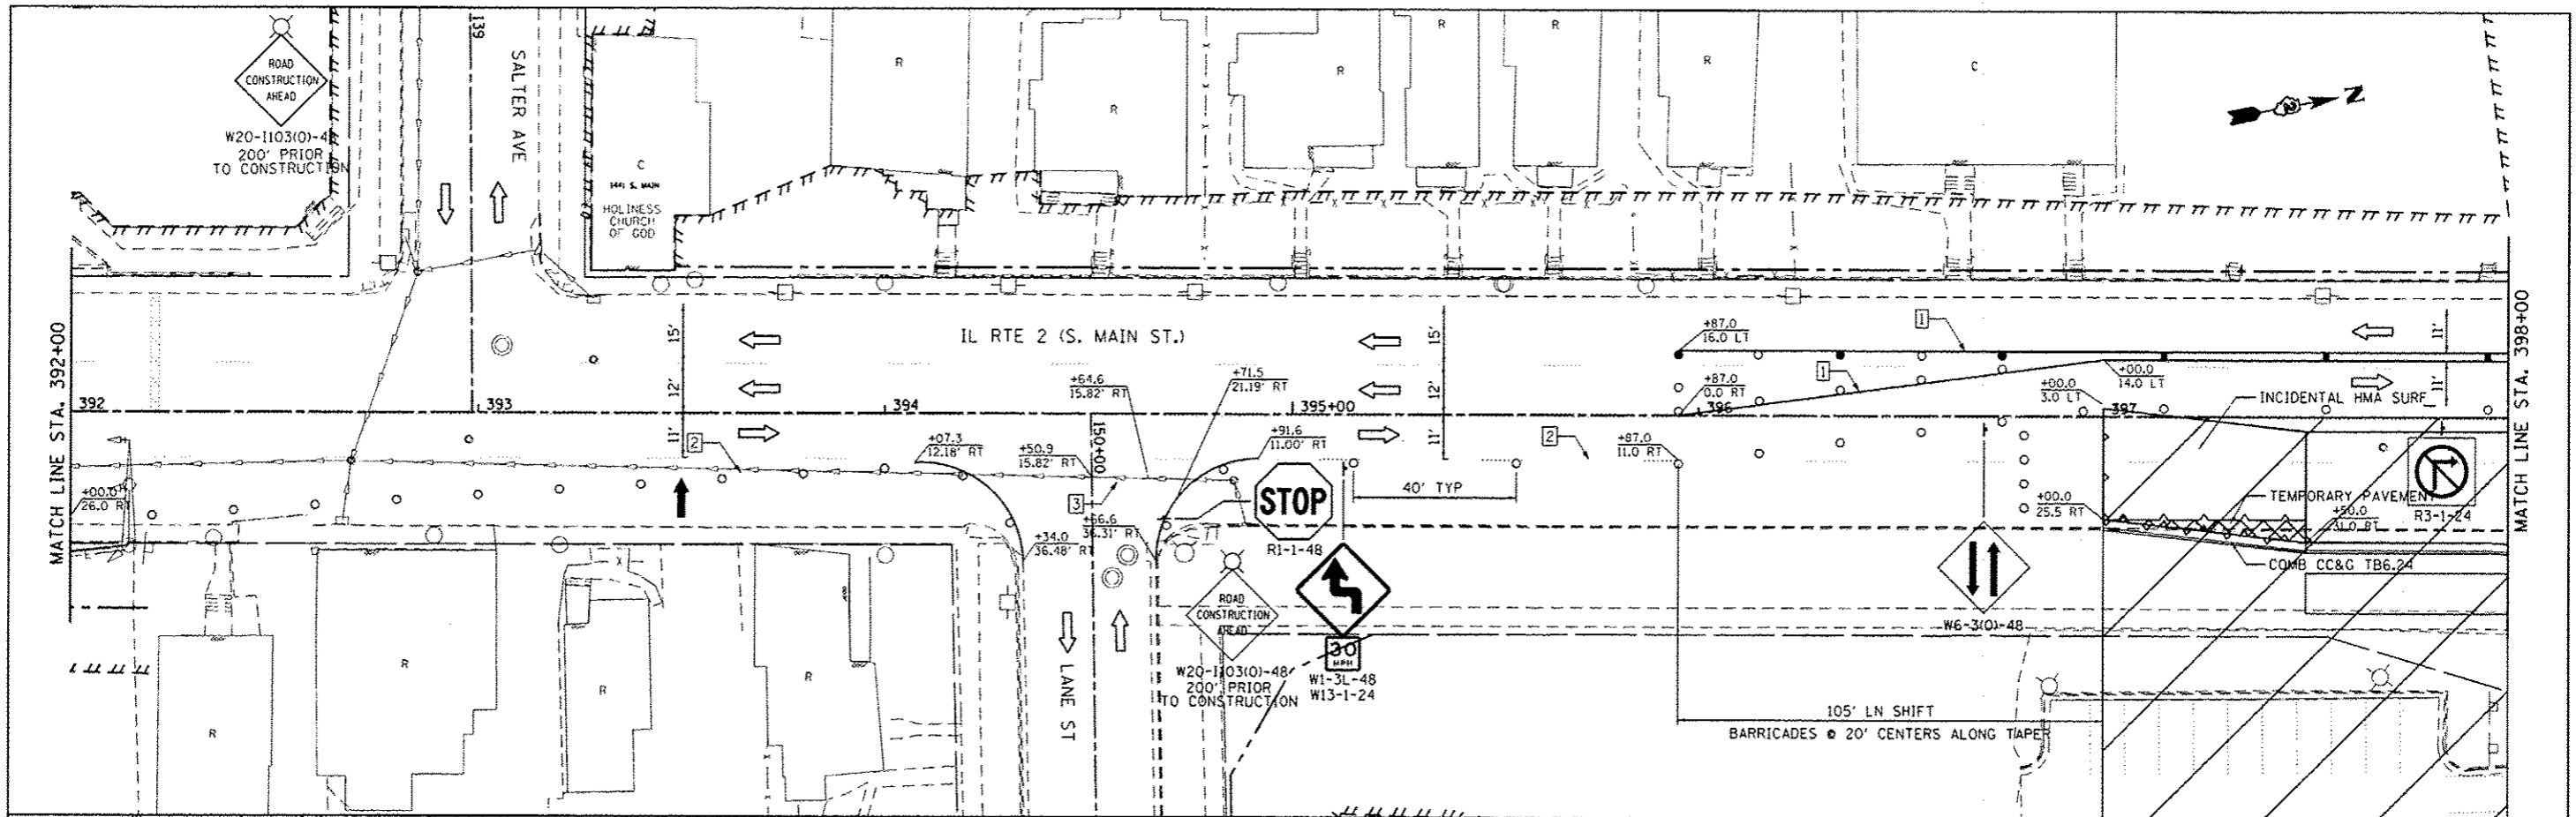 ROAD
CONSTRUCTION
AHEAD
W20-1103(0)-48
200' PRIOR
TO CONSTRUCTION
139
SALTER AVE
C
1441 S. MAIN
HOLINESS
CHURCH
OF GOD
R
R
R
R
R
R
C
N
MATCH LINE STA. 392+00
MATCH LINE STA. 398+00
IL RTE 2 (S. MAIN ST.)
15'
12'
11'
15'
12'
11'
11'
11'
392
393
394
395+00
396
397
1
1
2
2
3
+87.0
16.0 LT
+87.0
0.0 RT
+87.0
11.0 RT
+00.0
14.0 LT
+00.0
3.0 LT
+64.6
15.82' RT
+71.5
21.19' RT
+07.3
12.18' RT
+50.9
15.82' RT
150+00
+91.6
11.00' RT
+00.0
26.0 RT
+34.0
36.48' RT
+66.6
36.31' RT
+00.0
25.5 RT
+50.0
40' TYP
STOP
R1-1-48
INCIDENTAL HMA SURF
TEMPORARY PAVEMENT
COMB CC&G TB6.24
R3-1-24
W6-3(0)-48
ROAD
CONSTRUCTION
AHEAD
W20-1103(0)-48
200' PRIOR
TO CONSTRUCTION
30
MPH
W1-3L-48
W13-1-24
LANE ST
105' LN SHIFT
BARRICADES @ 20' CENTERS ALONG TAPER
R
R
R
R
E